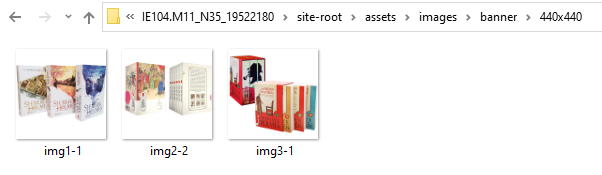 « IE104.M11_N35_19522180 > site-root > assets > images > banner > 440x440
img1-1
img2-2
img3-1